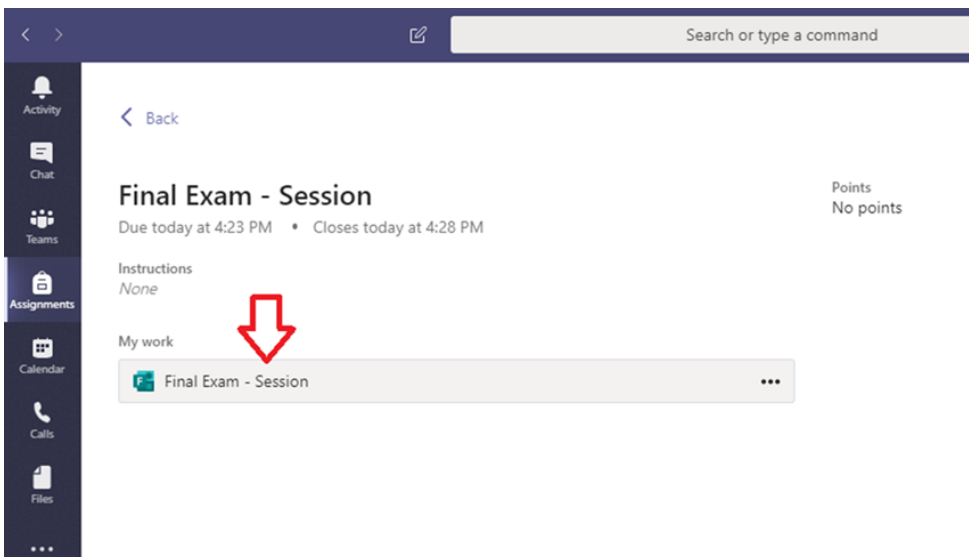 Search or type a command
Activity
Chat
Teams
Assignments
Calendar
Calls
Files
Back
Final Exam - Session
Due today at 4:23 PM • Closes today at 4:28 PM
Instructions
None
My work
F Final Exam - Session
Points
No points